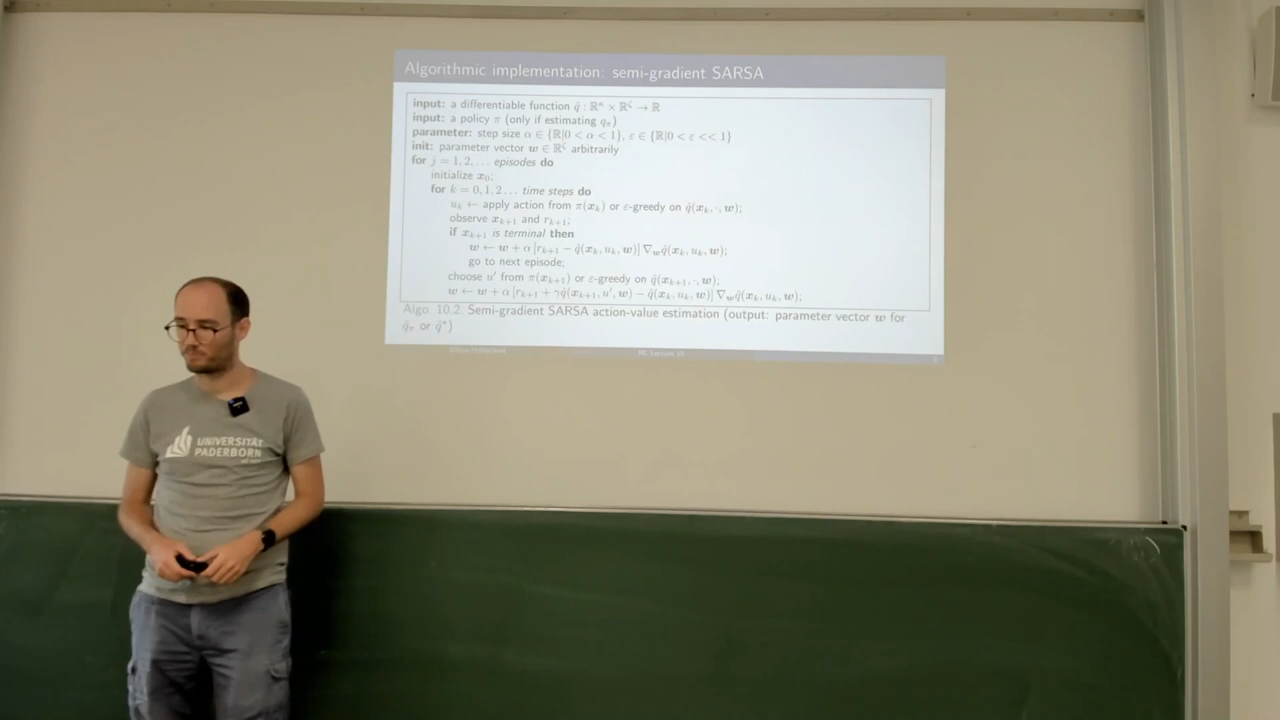 Algorithmic implementation: semi-gradient SARSA
input: a differentiable function q̂ : ℝⁿ × ℝ^ζ → ℝ
input: a policy π (only if estimating q_π)
parameter: step size α ∈ {ℝ|0 < α < 1}, ε ∈ {ℝ|0 < ε << 1}
init: parameter vector w ∈ ℝ^ζ arbitrarily
for j = 1, 2, … episodes do
initialize x₀;
for k = 0, 1, 2 … time steps do
u_k ← apply action from π(x_k) or ε-greedy on q̂(x_k, ·, w);
observe x_{k+1} and r_{k+1};
if x_{k+1} is terminal then
w ← w + α [r_{k+1} − q̂(x_k, u_k, w)] ∇_w q̂(x_k, u_k, w);
go to next episode;
choose u′ from π(x_{k+1}) or ε-greedy on q̂(x_{k+1}, ·, w);
w ← w + α [r_{k+1} + γq̂(x_{k+1}, u′, w) − q̂(x_k, u_k, w)] ∇_w q̂(x_k, u_k, w);
Algo. 10.2: Semi-gradient SARSA action-value estimation (output: parameter vector w for
q̂_π or q̂*)
RL Lecture 10
UNIVERSITÄT
PADERBORN